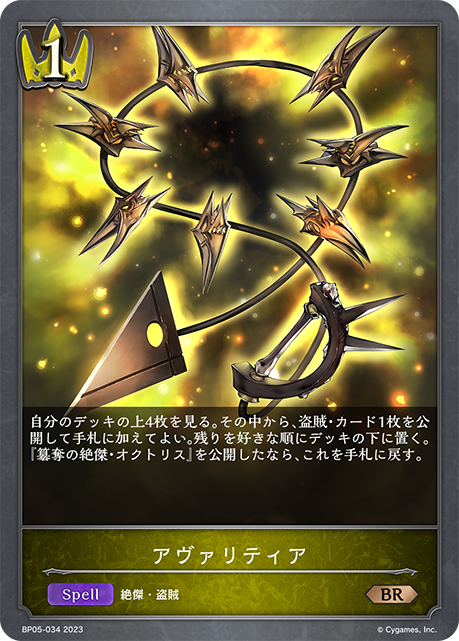 1
自分のデッキの上4枚を見る。その中から、盗賊・カード1枚を公
開して手札に加えてよい。残りを好きな順にデッキの下に置く。
『簒奪の絶傑・オクトリス』を公開したなら、これを手札に戻す。
アヴァリティア
Spell 絶傑・盗賊 BR
BP05-034 2023 © Cygames, Inc.